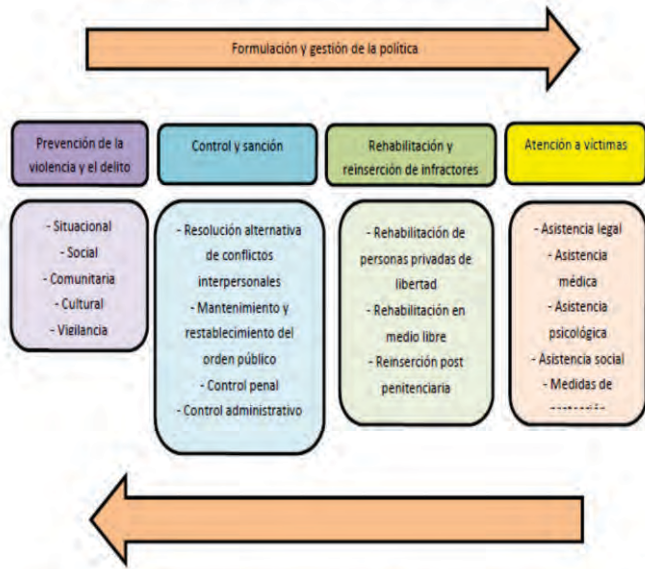 Formulación y gestión de la política
Prevención de la
violencia y el delito
- Situacional
- Social
- Comunitaria
- Cultural
- Vigilancia
Control y sanción
- Resolución alternativa
de conflictos
interpersonales
- Mantenimiento y
restablecimiento del
orden público
- Control penal
- Control administrativo
Rehabilitación y
reinserción de infractores
- Rehabilitación de
personas privadas de
libertad
- Rehabilitación en
medio libre
- Reinserción post
penitenciaria
Atención a víctimas
- Asistencia legal
- Asistencia
médica
- Asistencia
psicológica
- Asistencia social
- Medidas de